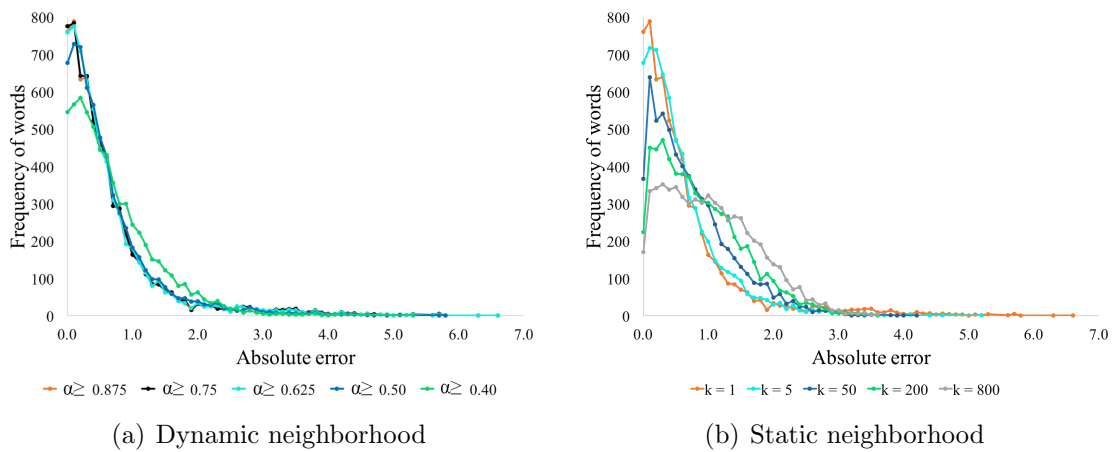 800
700
600
500
400
300
200
100
0
Frequency of words
0.0 1.0 2.0 3.0 4.0 5.0 6.0 7.0
Absolute error
α≥ 0.875 α≥ 0.75 α≥ 0.625 α≥ 0.50 α≥ 0.40
(a) Dynamic neighborhood
800
700
600
500
400
300
200
100
0
Frequency of words
0.0 1.0 2.0 3.0 4.0 5.0 6.0 7.0
Absolute error
k = 1 k = 5 k = 50 k = 200 k = 800
(b) Static neighborhood